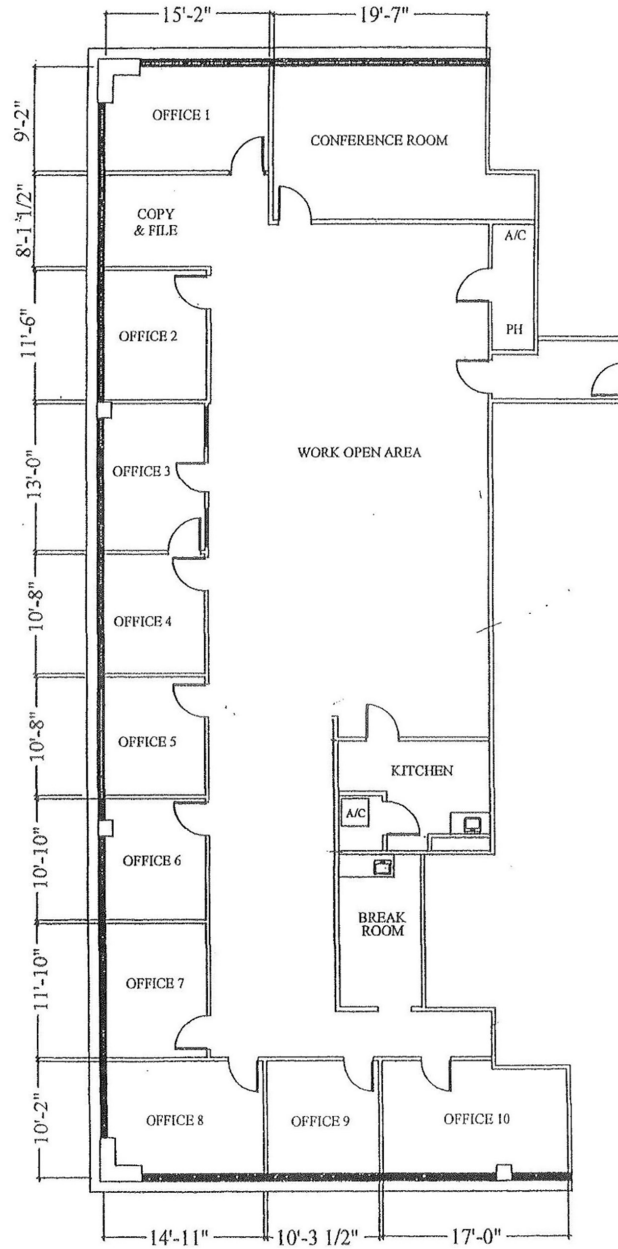 15'-2"
19'-7"
9'-2"
OFFICE 1
CONFERENCE ROOM
8'-1 1/2"
COPY
& FILE
A/C
PH
11'-6"
OFFICE 2
13'-0"
OFFICE 3
WORK OPEN AREA
10'-8"
OFFICE 4
10'-8"
OFFICE 5
KITCHEN
A/C
10'-10"
OFFICE 6
BREAK
ROOM
11'-10"
OFFICE 7
10'-2"
OFFICE 8
OFFICE 9
OFFICE 10
14'-11"
10'-3 1/2"
17'-0"